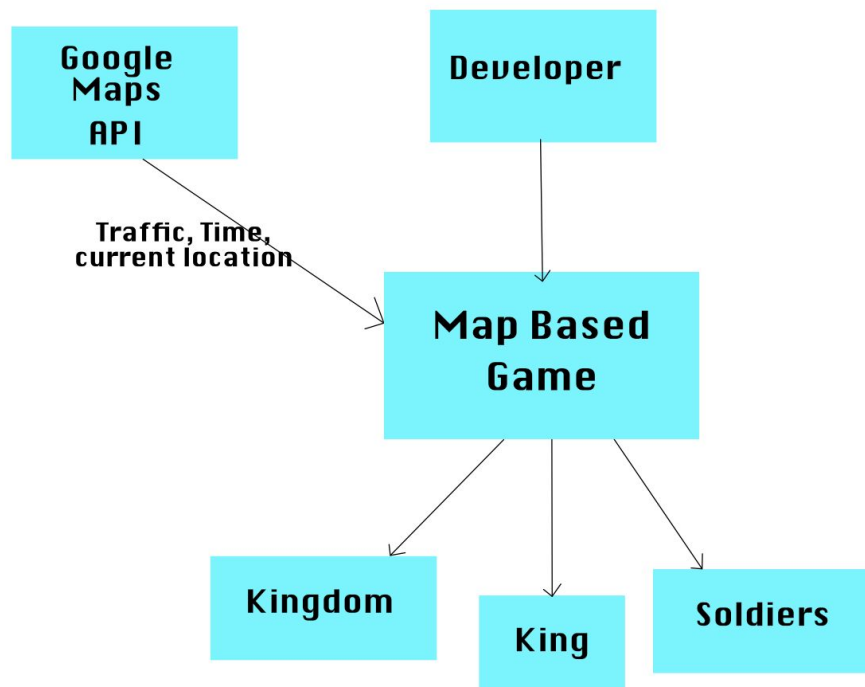 Google
Maps
API
Developer
Traffic, Time,
current location
Map Based
Game
Kingdom
King
Soldiers